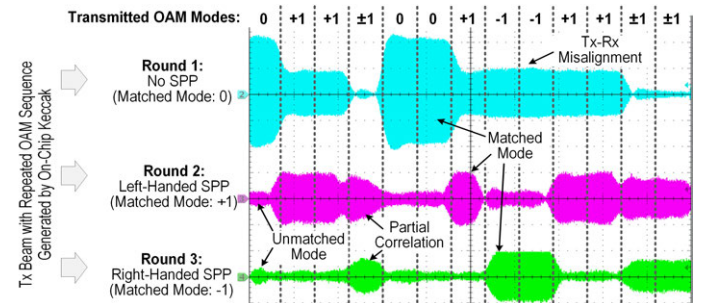 Transmitted OAM Modes: 0 +1 +1 ±1 0 0 +1 -1 -1 +1 +1 ±1 ±1
Tx Beam with Repeated OAM Sequence
Generated by On-Chip Keccak
Round 1:
No SPP
(Matched Mode: 0)
Tx-Rx
Misalignment
Matched
Mode
Round 2:
Left-Handed SPP
(Matched Mode: +1)
Unmatched
Mode
Partial
Correlation
Round 3:
Right-Handed SPP
(Matched Mode: -1)